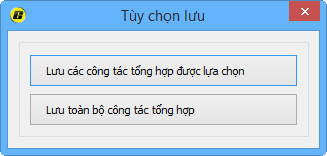 Tùy chọn lưu
Lưu các công tác tổng hợp được lựa chọn
Lưu toàn bộ công tác tổng hợp